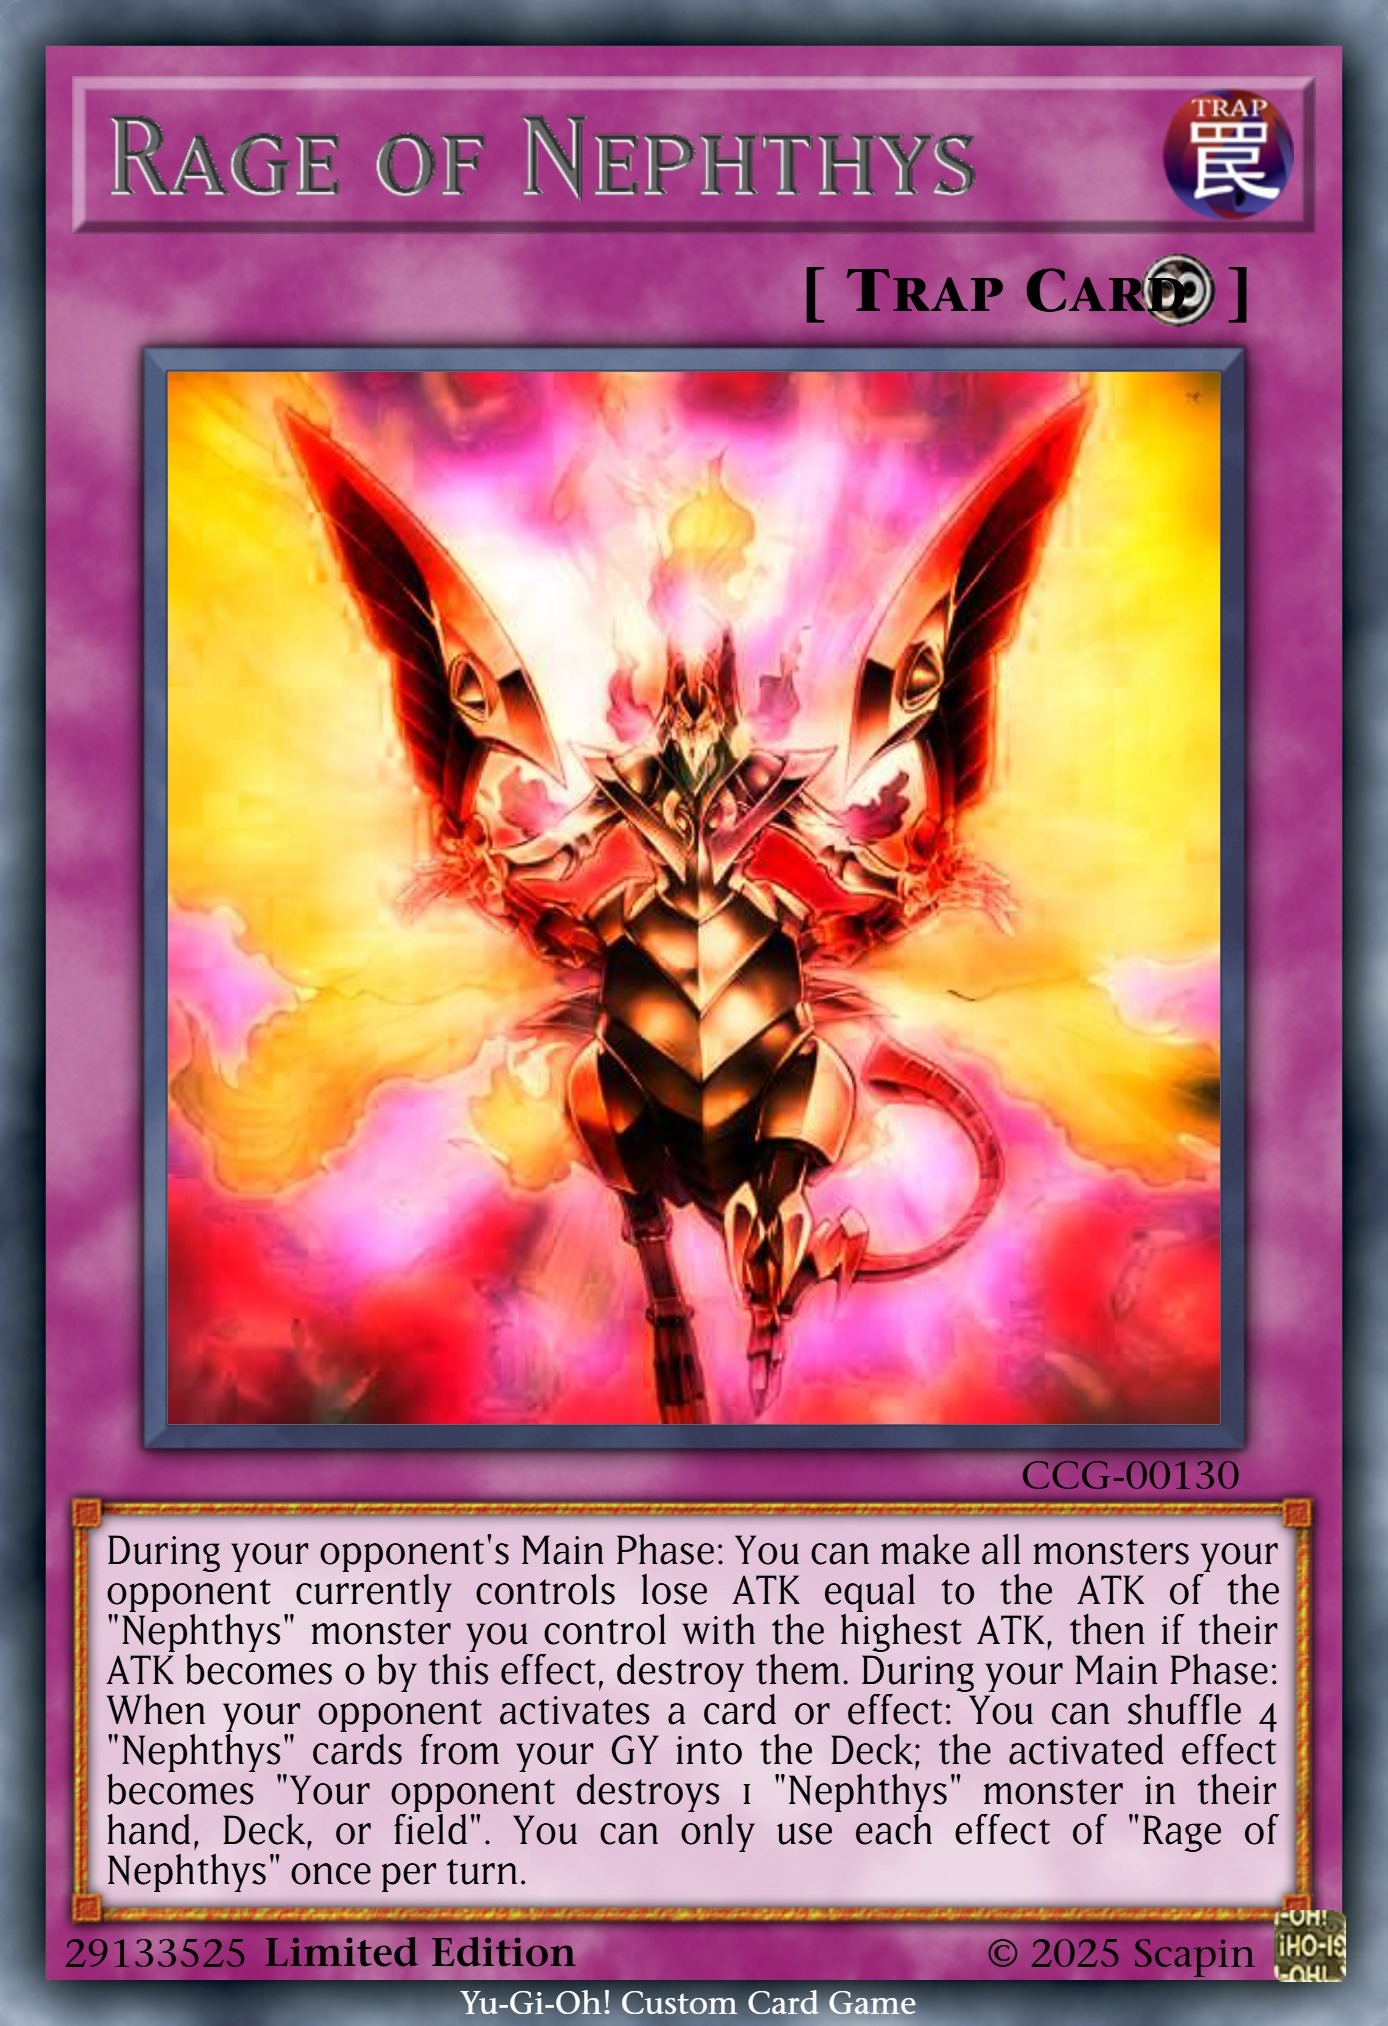 RAGE OF NEPHTHYS
TRAP
罠
[ TRAP CARD ]
CCG-00130
During your opponent's Main Phase: You can make all monsters your
opponent currently controls lose ATK equal to the ATK of the
"Nephthys" monster you control with the highest ATK, then if their
ATK becomes 0 by this effect, destroy them. During your Main Phase:
When your opponent activates a card or effect: You can shuffle 4
"Nephthys" cards from your GY into the Deck; the activated effect
becomes "Your opponent destroys 1 "Nephthys" monster in their
hand, Deck, or field". You can only use each effect of "Rage of
Nephthys" once per turn.
29133525 Limited Edition
© 2025 Scapin
Yu-Gi-Oh! Custom Card Game